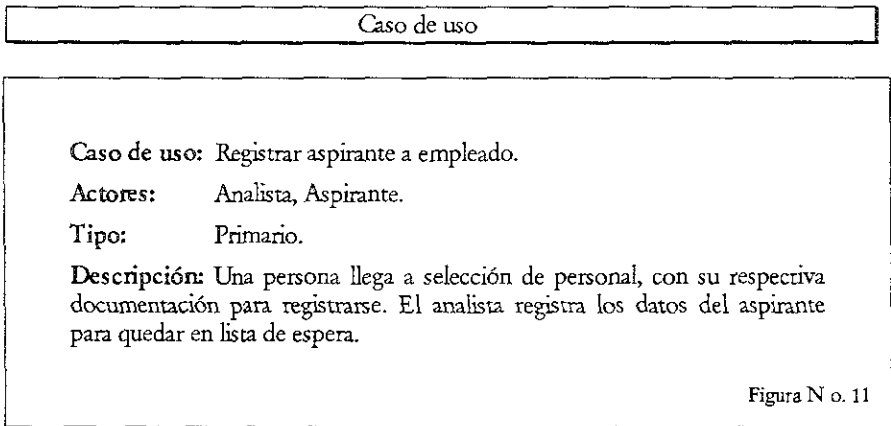 Caso de uso
Caso de uso: Registrar aspirante a empleado.
Actores: Analista, Aspirante.
Tipo: Primario.
Descripción: Una persona llega a selección de personal, con su respectiva
documentación para registrarse. El analista registra los datos del aspirante
para quedar en lista de espera.
Figura N o. 11